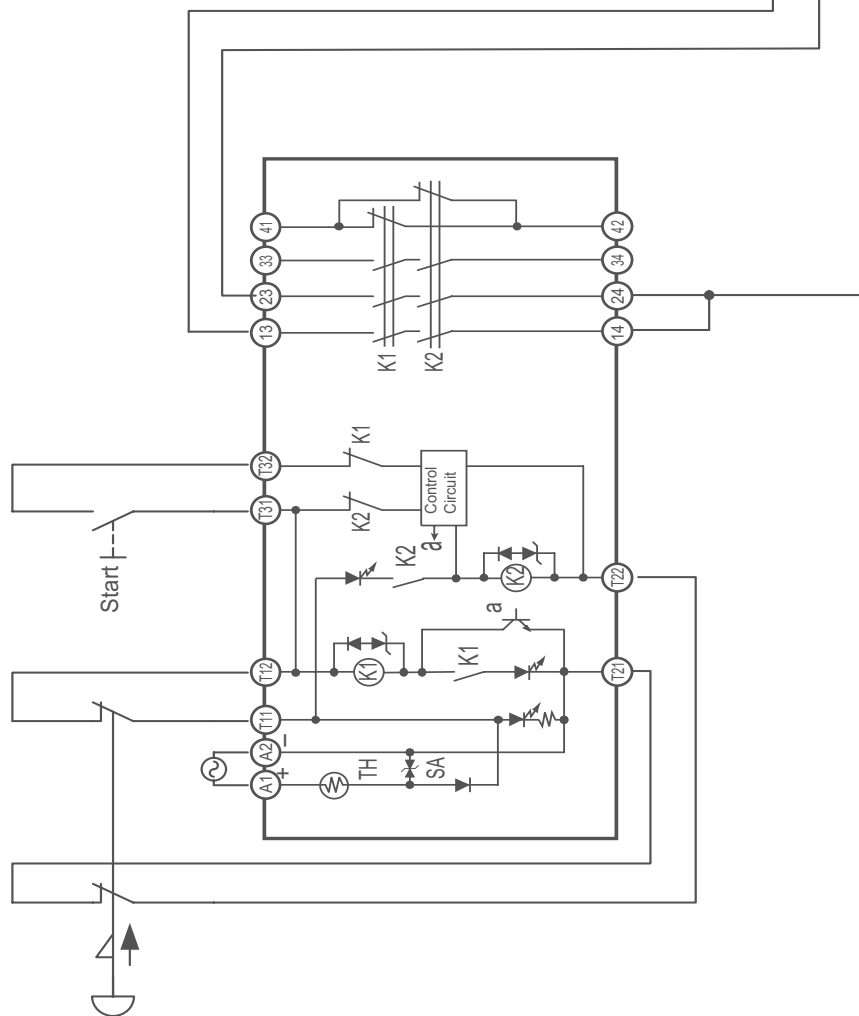 41
42
33
34
23
24
13
14
K1
K2
T32
K1
Control
Circuit
T31
K2
a
Start
K2
K2
T22
a
T12
K1
K1
T21
T11
A2
−
TH
SA
A1
+